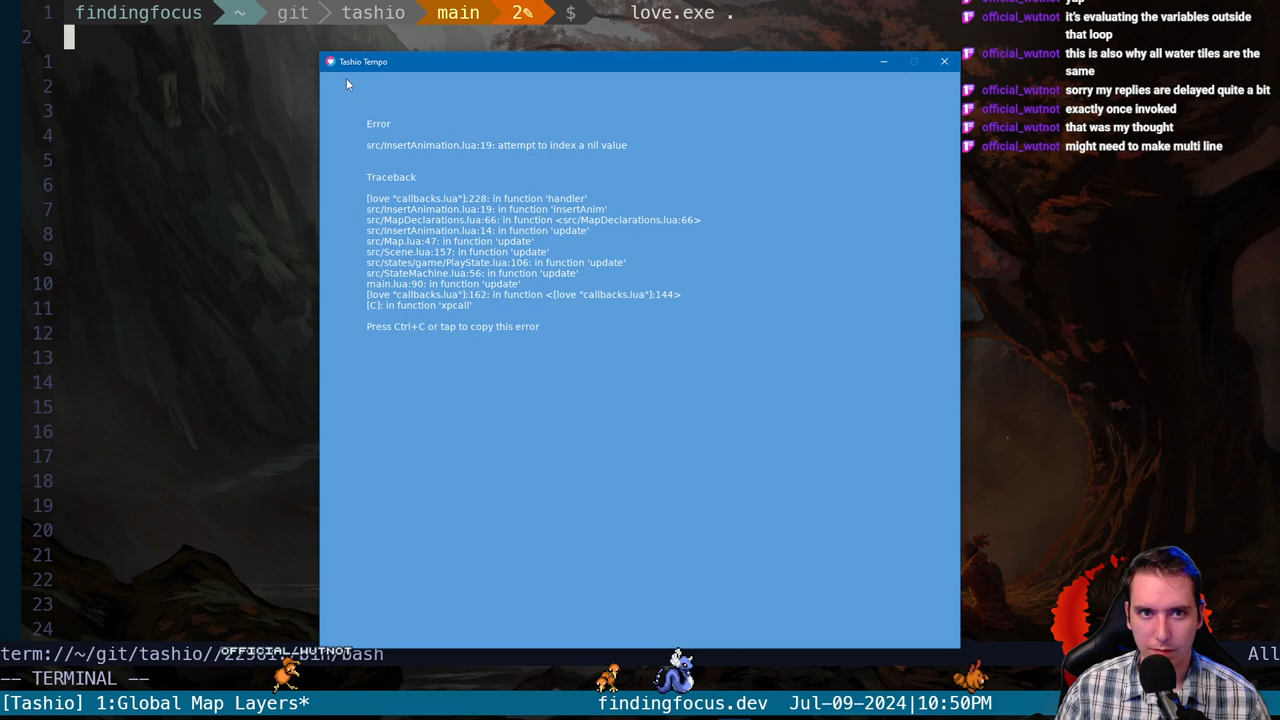 1 findingfocus ~ git tashio main 2✎ $ love.exe .
2
Tashio Tempo
Error
src/InsertAnimation.lua:19: attempt to index a nil value
Traceback
[love "callbacks.lua"]:228: in function 'handler'
src/InsertAnimation.lua:19: in function 'insertAnim'
src/MapDeclarations.lua:66: in function <src/MapDeclarations.lua:66>
src/InsertAnimation.lua:14: in function 'update'
src/Map.lua:47: in function 'update'
src/Scene.lua:157: in function 'update'
src/states/game/PlayState.lua:106: in function 'update'
src/StateMachine.lua:56: in function 'update'
main.lua:90: in function 'update'
[love "callbacks.lua"]:162: in function <[love "callbacks.lua"]:144>
[C]: in function 'xpcall'
Press Ctrl+C or tap to copy this error
1
2
3
4
5
6
7
8
9
10
11
12
13
14
15
16
17
18
19
20
21
22
23
24
official_wutnot it's evaluating the variables outside
that loop
official_wutnot this is also why all water tiles are the
same
official_wutnot sorry my replies are delayed quite a bit
official_wutnot exactly once invoked
official_wutnot that was my thought
official_wutnot might need to make multi line
OFFICIAL_WUTNOT
All
-- TERMINAL --
[Tashio] 1:Global Map Layers*
findingfocus.dev Jul-09-2024|10:50PM